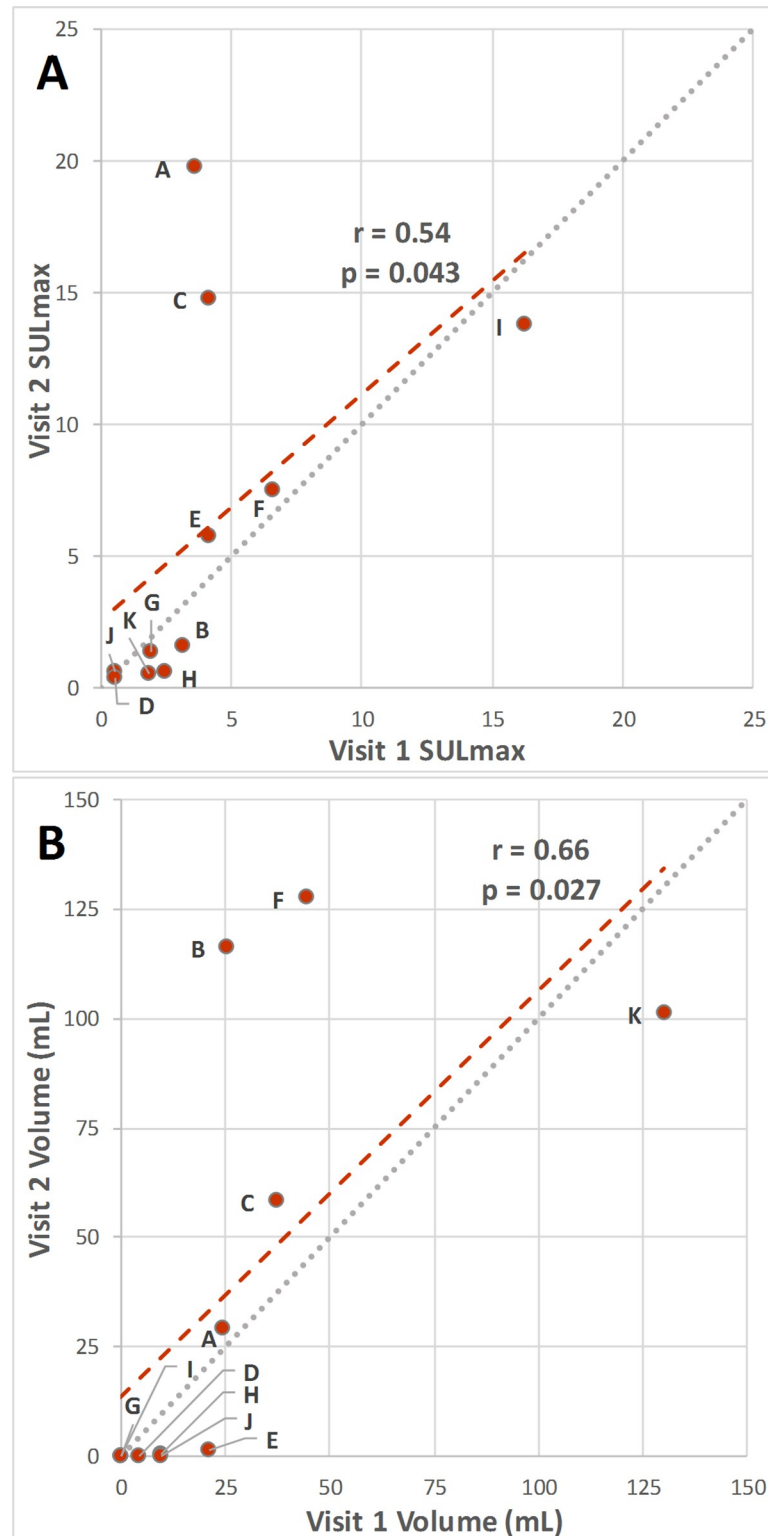 A
25
20
15
10
5
0
Visit 2 SULmax
A
r = 0.54
p = 0.043
C
I
F
E
G
K
B
J
H
D
0 5 10 15 20 25
Visit 1 SULmax
B
150
125
100
75
50
25
0
Visit 2 Volume (mL)
r = 0.66
p = 0.027
F
B
K
C
A
I
D
H
G
J
E
0 25 50 75 100 125 150
Visit 1 Volume (mL)